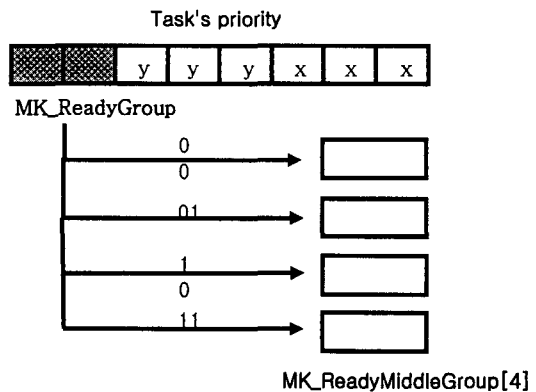 Task's priority
y y y x x x
MK_ReadyGroup
0
0
01
1
0
11
MK_ReadyMiddleGroup[4]